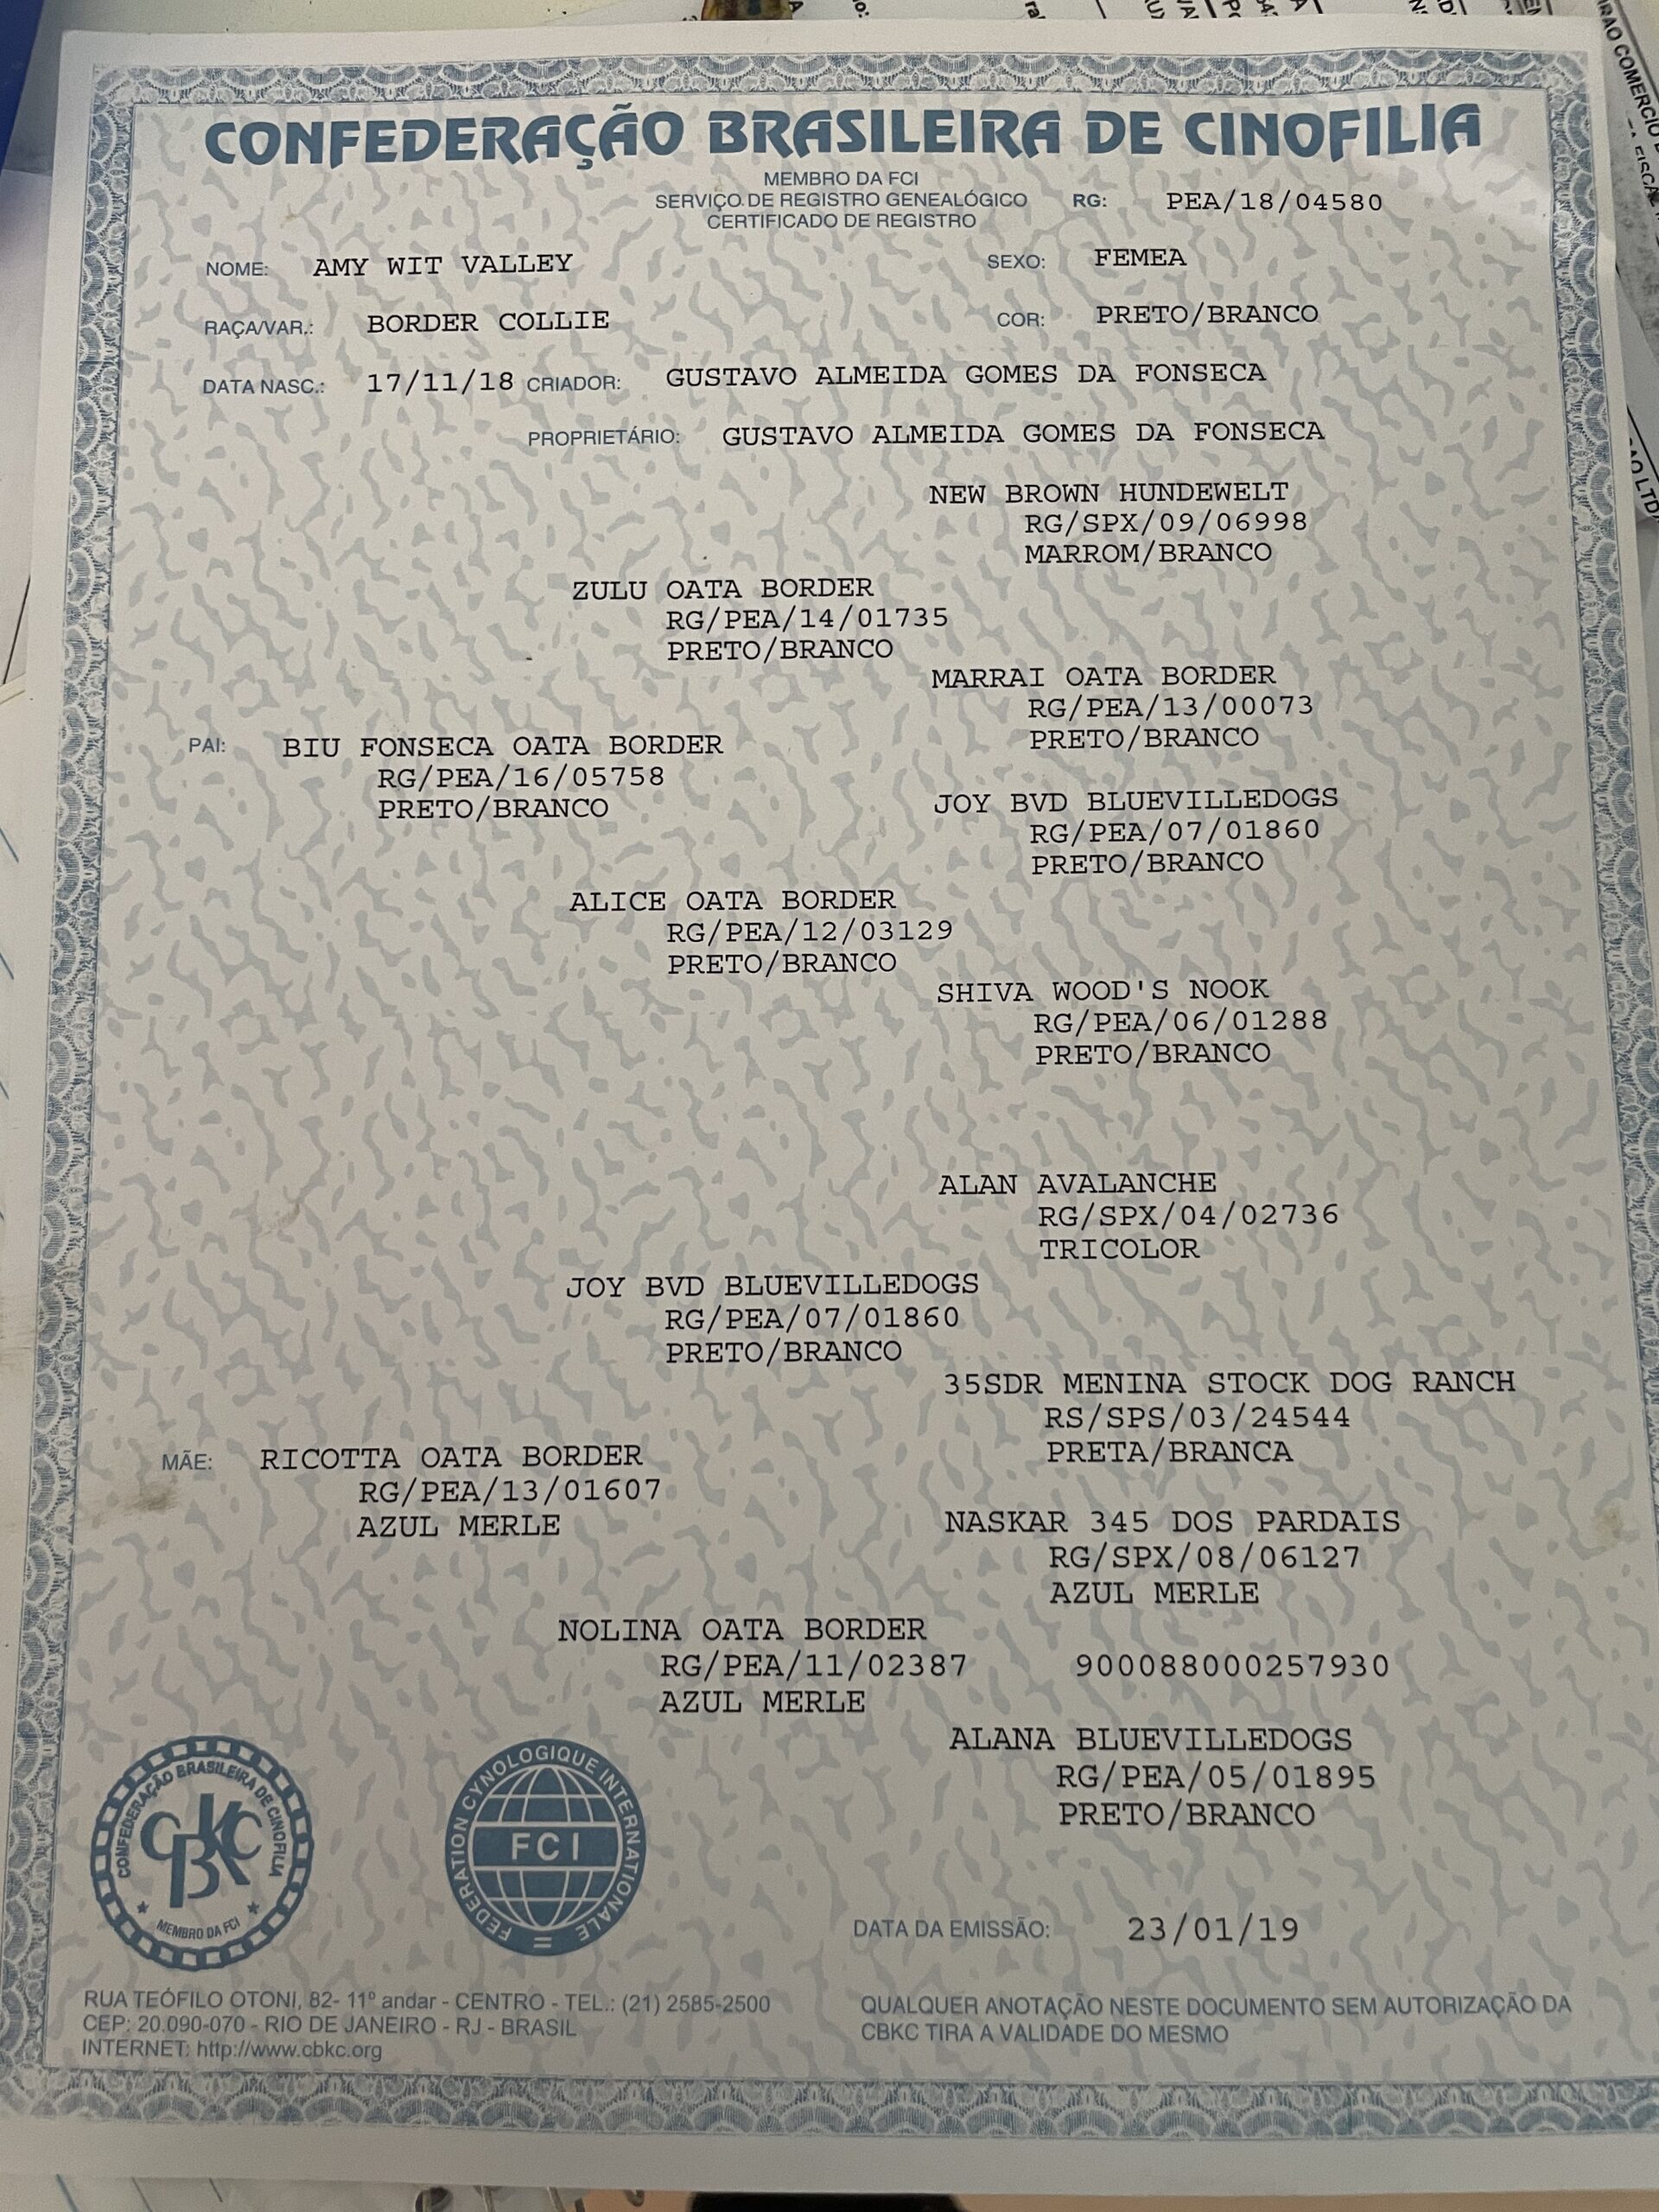 CONFEDERAÇÃO BRASILEIRA DE CINOFILIA
MEMBRO DA FCI
SERVIÇO DE REGISTRO GENEALÓGICO
CERTIFICADO DE REGISTRO
RG: PEA/18/04580
NOME: AMY WIT VALLEY
SEXO: FEMEA
RAÇA/VAR.: BORDER COLLIE
COR: PRETO/BRANCO
DATA NASC.: 17/11/18 CRIADOR: GUSTAVO ALMEIDA GOMES DA FONSECA
PROPRIETÁRIO: GUSTAVO ALMEIDA GOMES DA FONSECA
NEW BROWN HUNDEWELT
RG/SPX/09/06998
MARROM/BRANCO
ZULU OATA BORDER
RG/PEA/14/01735
PRETO/BRANCO
MARRAI OATA BORDER
RG/PEA/13/00073
PRETO/BRANCO
PAI: BIU FONSECA OATA BORDER
RG/PEA/16/05758
PRETO/BRANCO
JOY BVD BLUEVILLEDOGS
RG/PEA/07/01860
PRETO/BRANCO
ALICE OATA BORDER
RG/PEA/12/03129
PRETO/BRANCO
SHIVA WOOD'S NOOK
RG/PEA/06/01288
PRETO/BRANCO
ALAN AVALANCHE
RG/SPX/04/02736
TRICOLOR
JOY BVD BLUEVILLEDOGS
RG/PEA/07/01860
PRETO/BRANCO
35SDR MENINA STOCK DOG RANCH
RS/SPS/03/24544
PRETA/BRANCA
MÃE: RICOTTA OATA BORDER
RG/PEA/13/01607
AZUL MERLE
NASKAR 345 DOS PARDAIS
RG/SPX/08/06127
AZUL MERLE
NOLINA OATA BORDER
RG/PEA/11/02387
AZUL MERLE
900088000257930
ALANA BLUEVILLEDOGS
RG/PEA/05/01895
PRETO/BRANCO
CONFEDERAÇÃO BRASILEIRA DE CINOFILIA
CBKC
MEMBRO DA FCI
FEDERATION CYNOLOGIQUE INTERNATIONALE
FCI
DATA DA EMISSÃO: 23/01/19
RUA TEÓFILO OTONI, 82- 11º andar - CENTRO - TEL.: (21) 2585-2500
CEP: 20.090-070 - RIO DE JANEIRO - RJ - BRASIL
INTERNET: http://www.cbkc.org
QUALQUER ANOTAÇÃO NESTE DOCUMENTO SEM AUTORIZAÇÃO DA
CBKC TIRA A VALIDADE DO MESMO